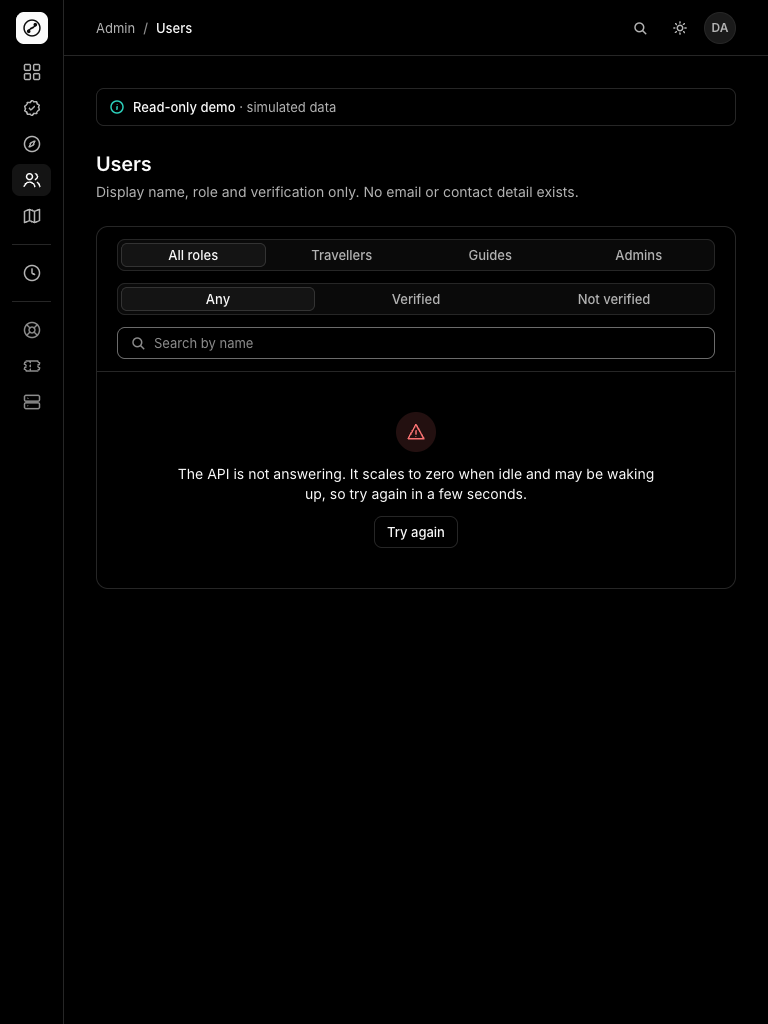 Admin / Users
DA
Read-only demo · simulated data
Users
Display name, role and verification only. No email or contact detail exists.
All roles Travellers Guides Admins
Any Verified Not verified
Search by name
The API is not answering. It scales to zero when idle and may be waking
up, so try again in a few seconds.
Try again